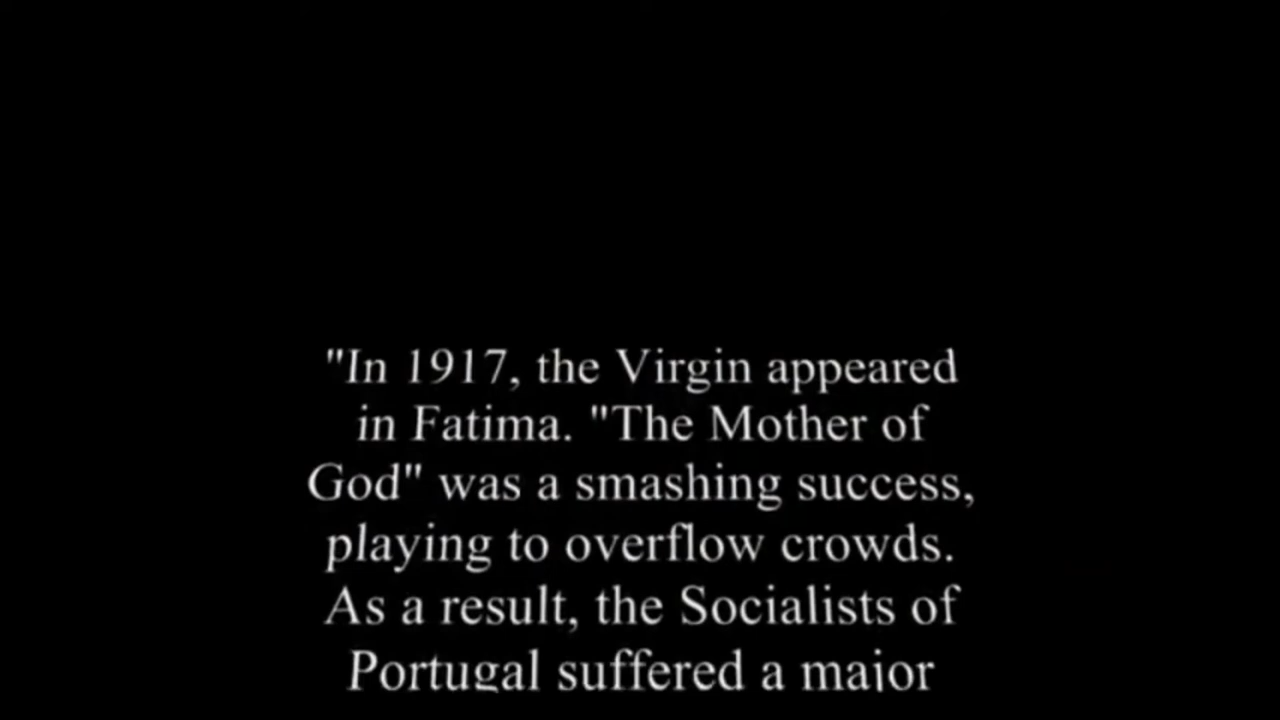 "In 1917, the Virgin appeared
in Fatima. "The Mother of
God" was a smashing success,
playing to overflow crowds.
As a result, the Socialists of
Portugal suffered a major